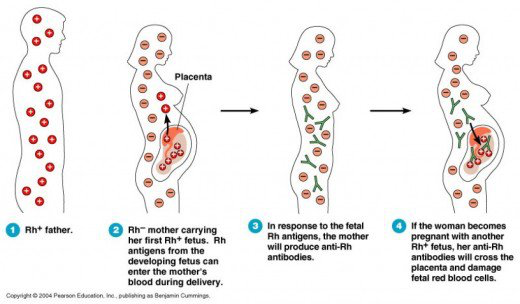 Placenta
1 Rh+ father.
2 Rh– mother carrying
her first Rh+ fetus. Rh
antigens from the
developing fetus can
enter the mother's
blood during delivery.
3 In response to the fetal
Rh antigens, the mother
will produce anti-Rh
antibodies.
4 If the woman becomes
pregnant with another
Rh+ fetus, her anti-Rh
antibodies will cross the
placenta and damage
fetal red blood cells.
Copyright © 2004 Pearson Education, Inc., publishing as Benjamin Cummings.